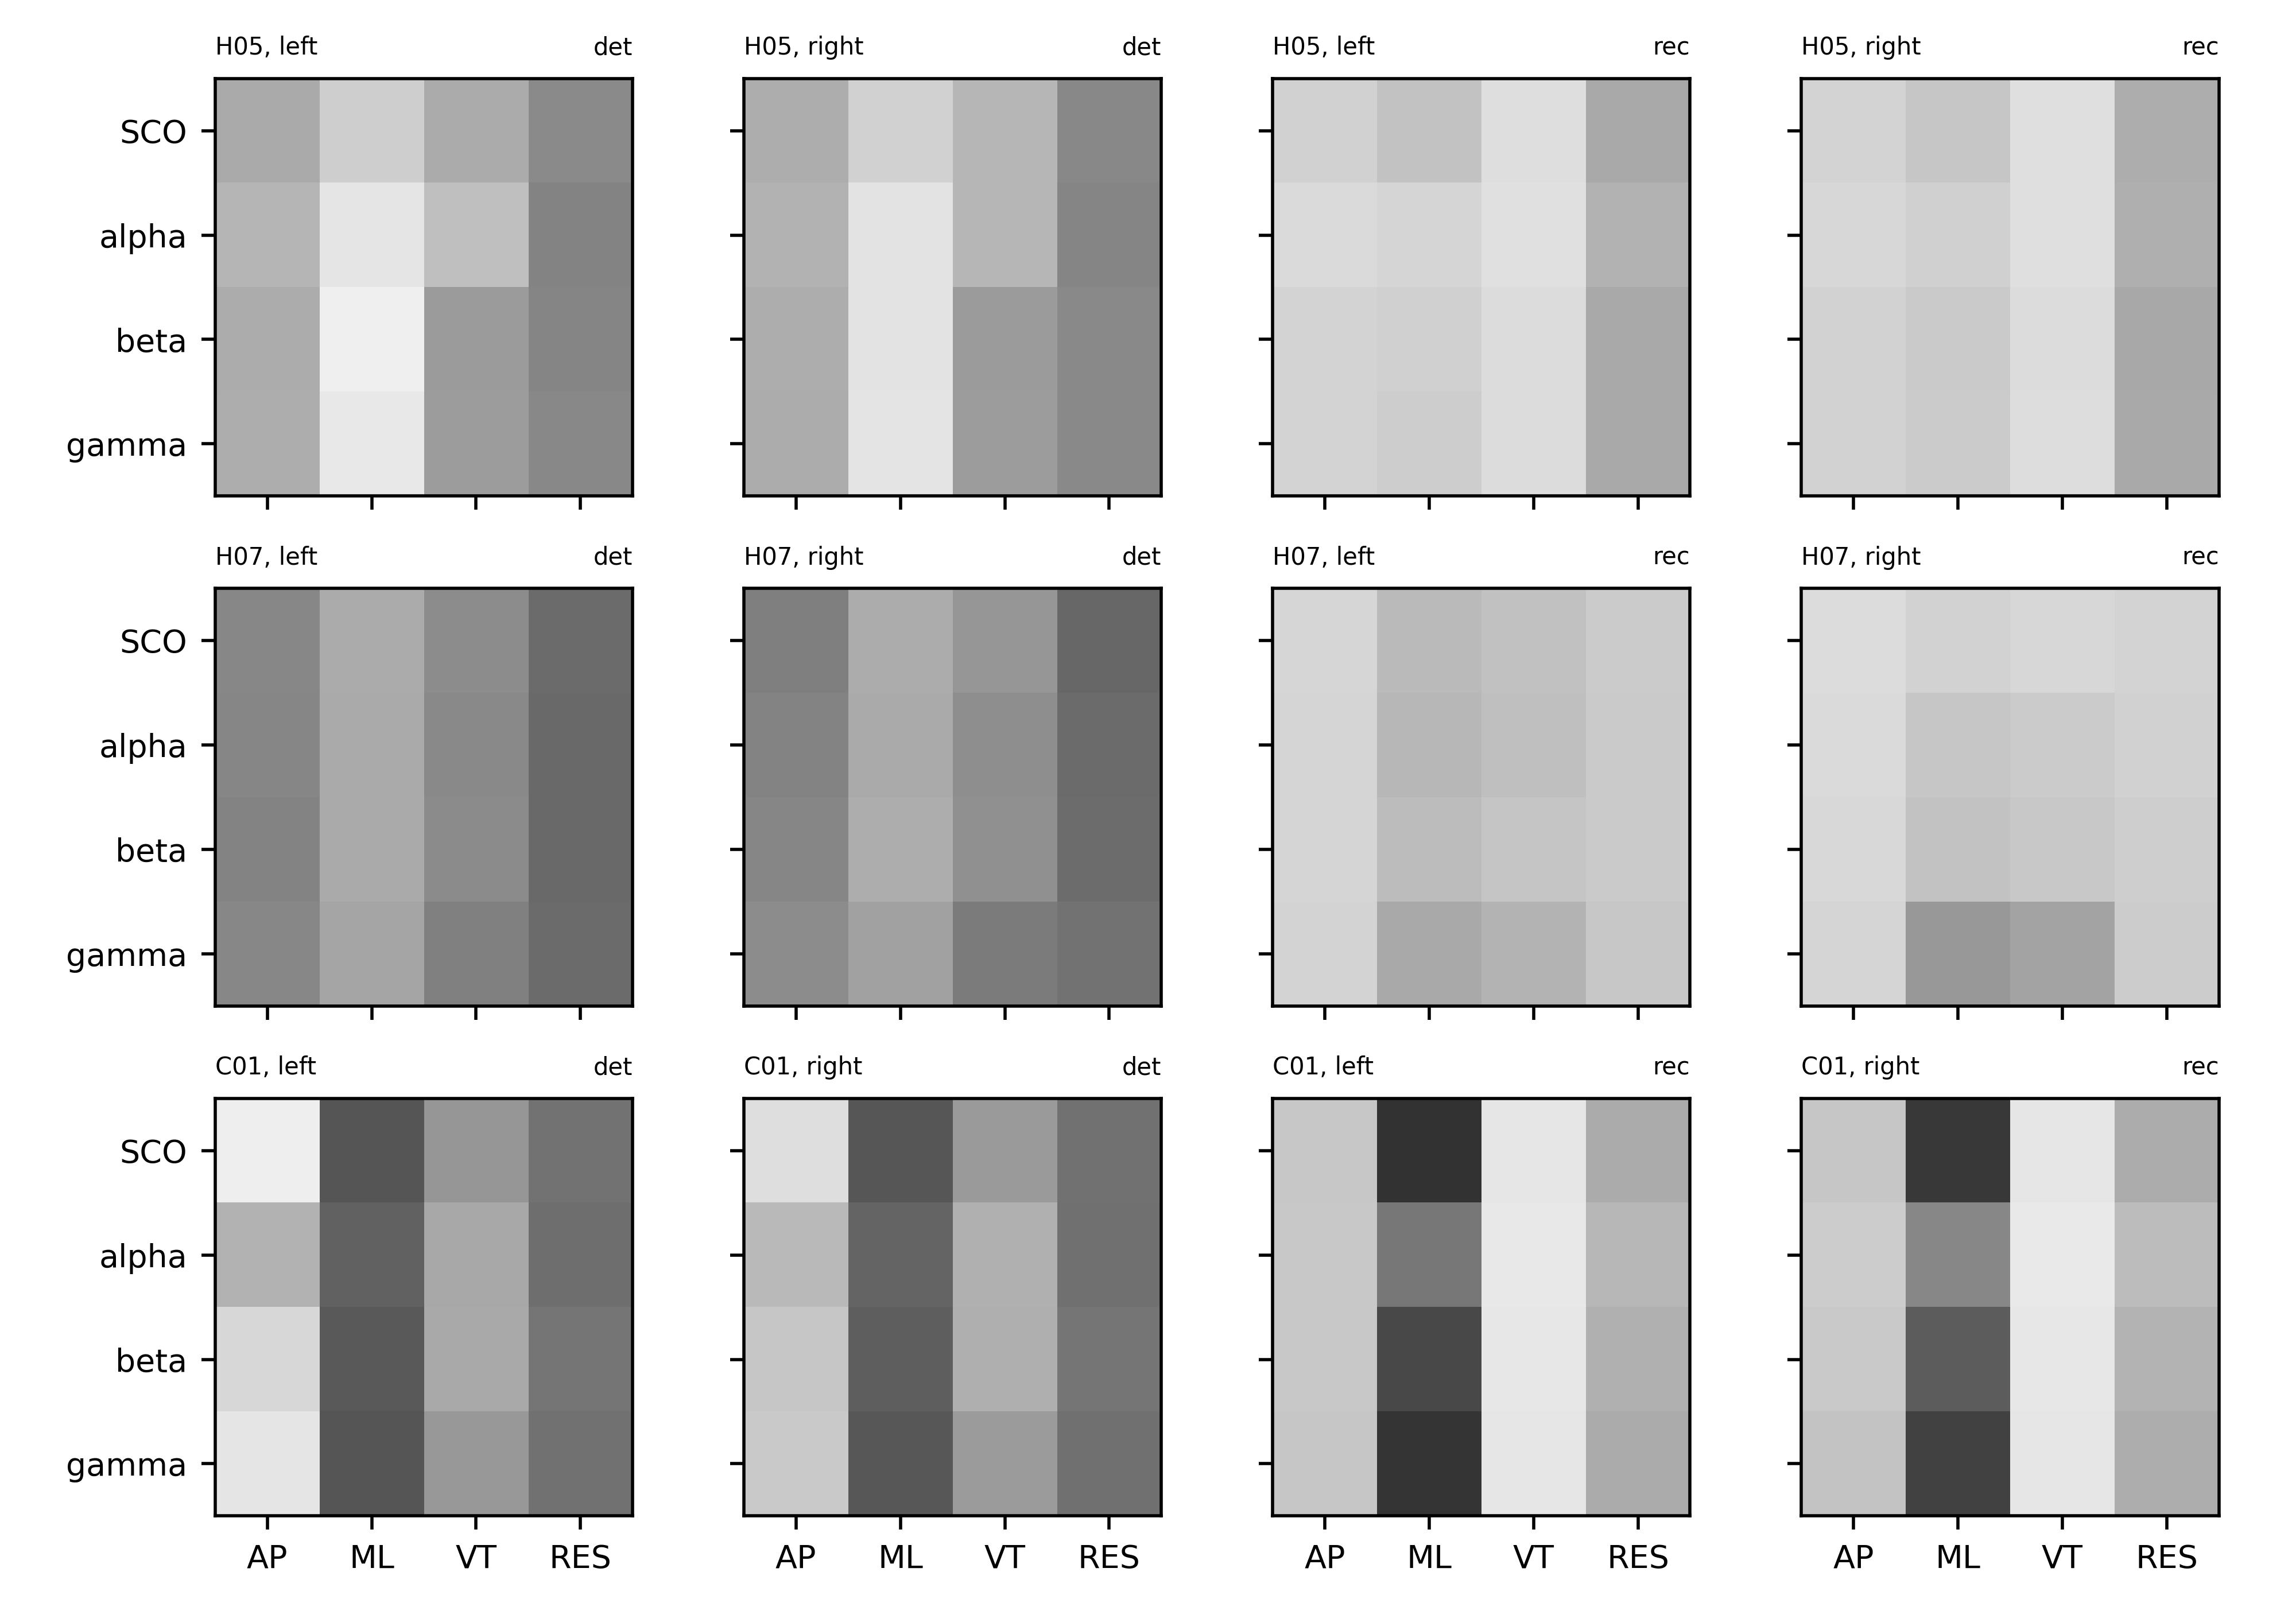 H05, left det H05, right det H05, left rec H05, right rec
SCO
alpha
beta
gamma
H07, left det H07, right det H07, left rec H07, right rec
SCO
alpha
beta
gamma
C01, left det C01, right det C01, left rec C01, right rec
SCO
alpha
beta
gamma
AP ML VT RES AP ML VT RES AP ML VT RES AP ML VT RES